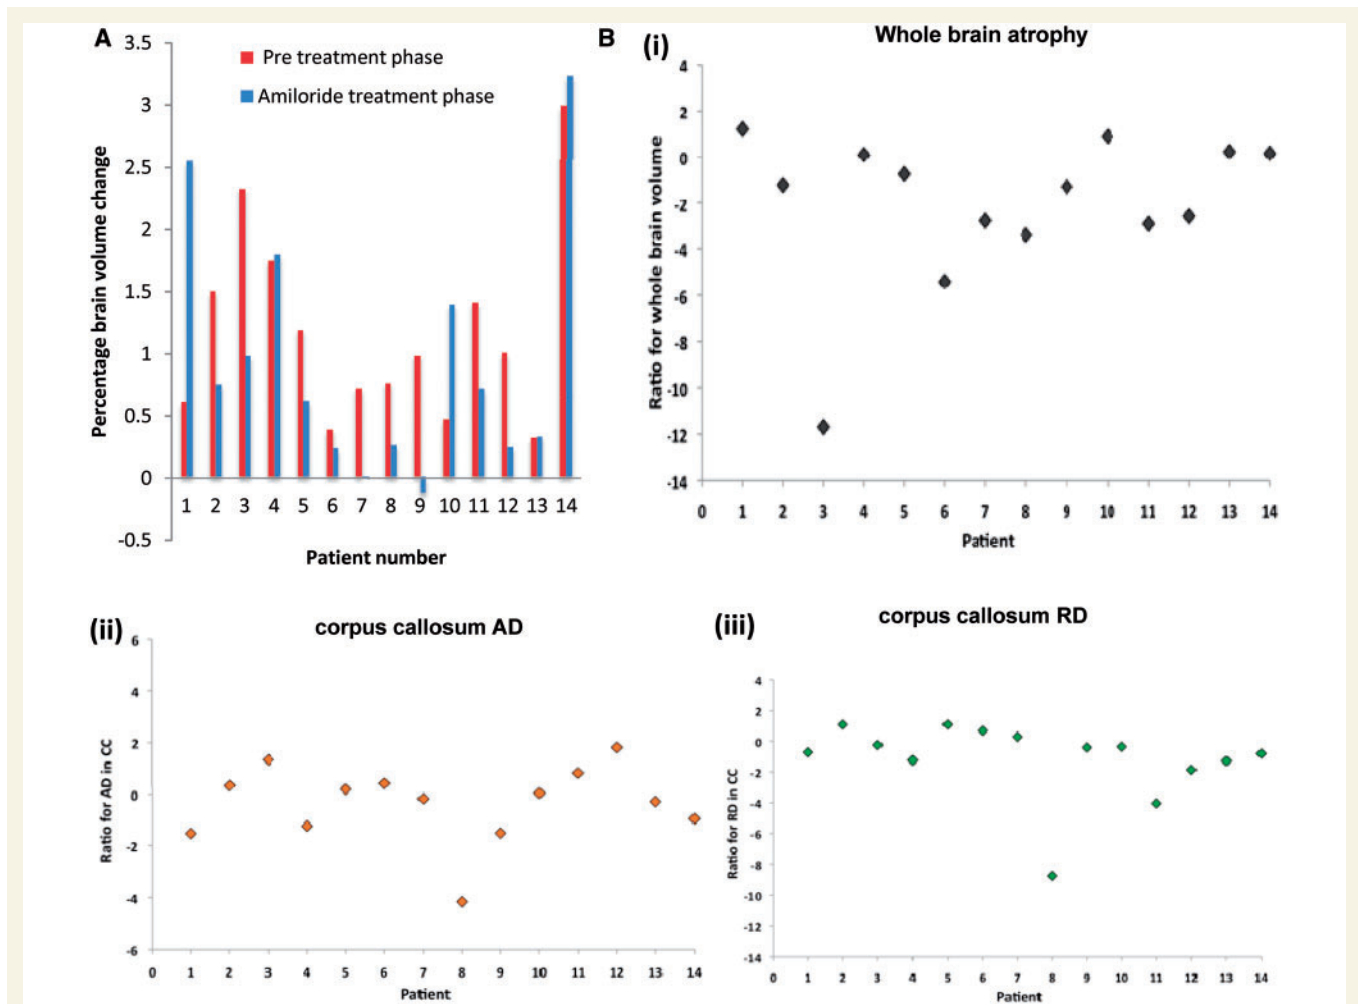 A
3.5
3
2.5
2
1.5
1
0.5
0
-0.5
Pre treatment phase
Amiloride treatment phase
Percentage brain volume change
1 2 3 4 5 6 7 8 9 10 11 12 13 14
Patient number
B
(i)
Whole brain atrophy
4
2
0
-2
-4
-6
-8
-10
-12
-14
Ratio for whole brain volume
0 1 2 3 4 5 6 7 8 9 10 11 12 13 14
Patient
(ii)
corpus callosum AD
6
4
2
0
-2
-4
-6
Ratio for AD in CC
0 1 2 3 4 5 6 7 8 9 10 11 12 13 14
Patient
(iii)
corpus callosum RD
4
2
0
-2
-4
-6
-8
-10
-12
-14
Ratio for RD in CC
0 1 2 3 4 5 6 7 8 9 10 11 12 13 14
Patient